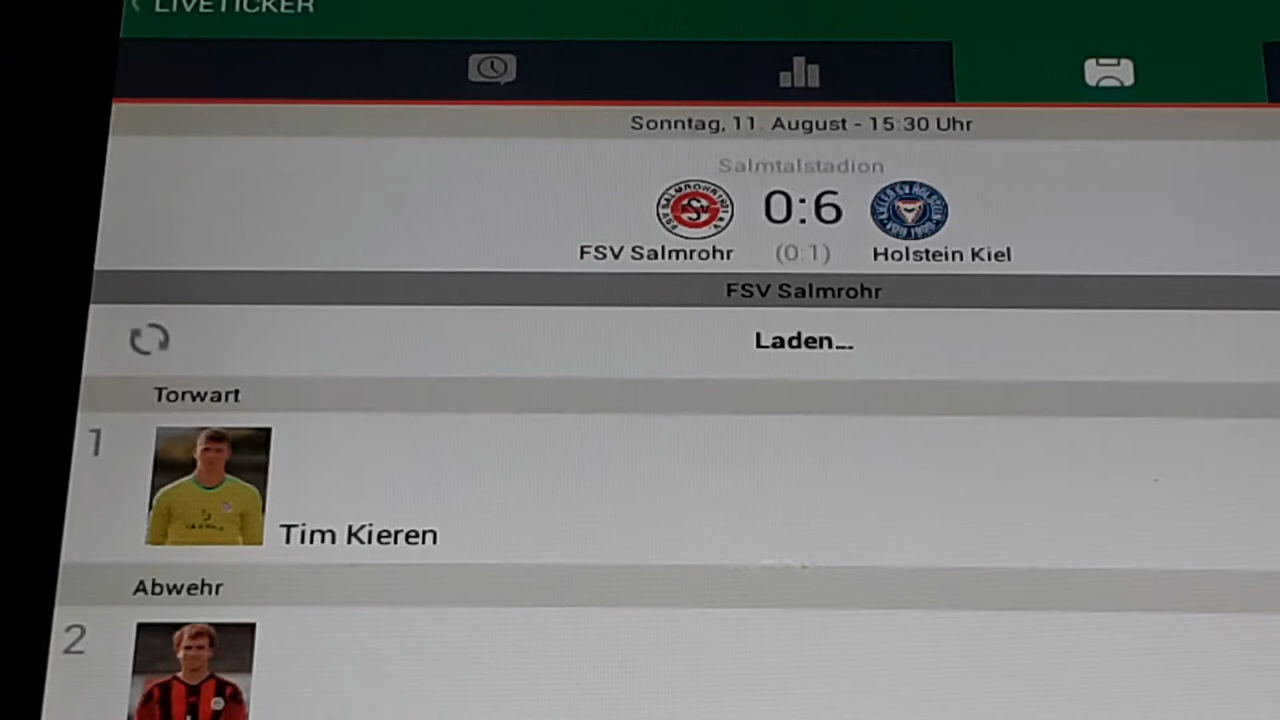 LIVETICKER
Sonntag, 11. August - 15:30 Uhr
Salmtalstadion
0:6
(0:1)
FSV Salmrohr
Holstein Kiel
FSV Salmrohr
Laden...
Torwart
1
Tim Kieren
Abwehr
2